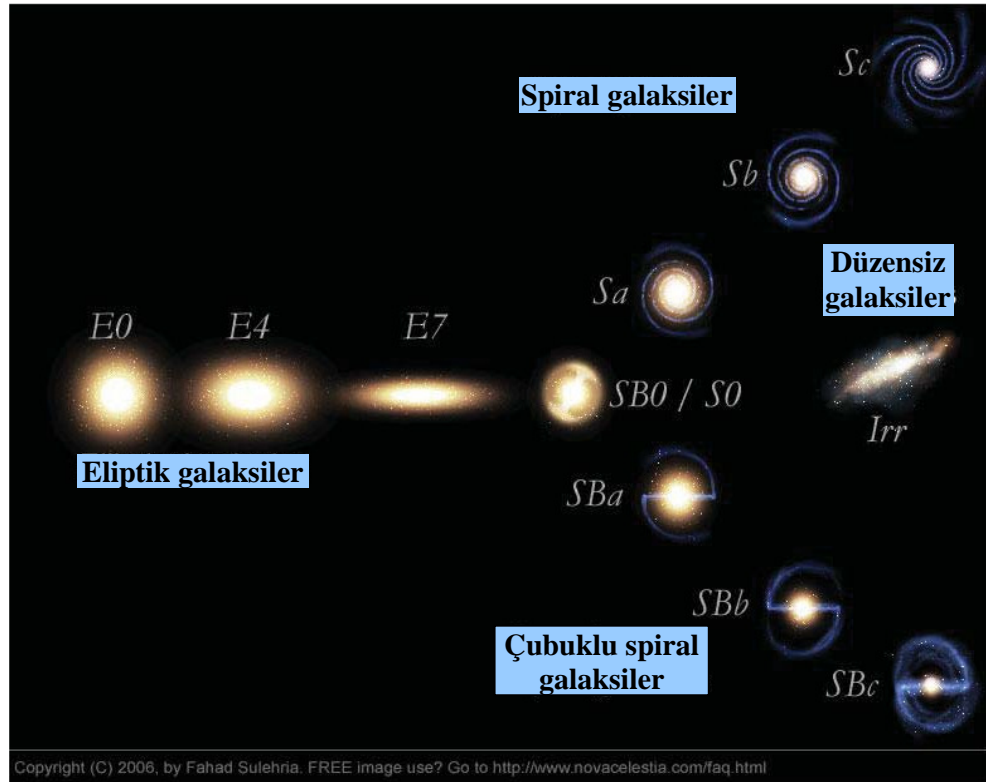 Sc
Spiral galaksiler
Sb
Düzensiz
galaksiler
Sa
E0 E4 E7
SB0 / S0
Irr
Eliptik galaksiler
SBa
SBb
Çubuklu spiral
galaksiler
SBc
Copyright (C) 2006, by Fahad Sulehria. FREE image use? Go to http://www.novacelestia.com/faq.html